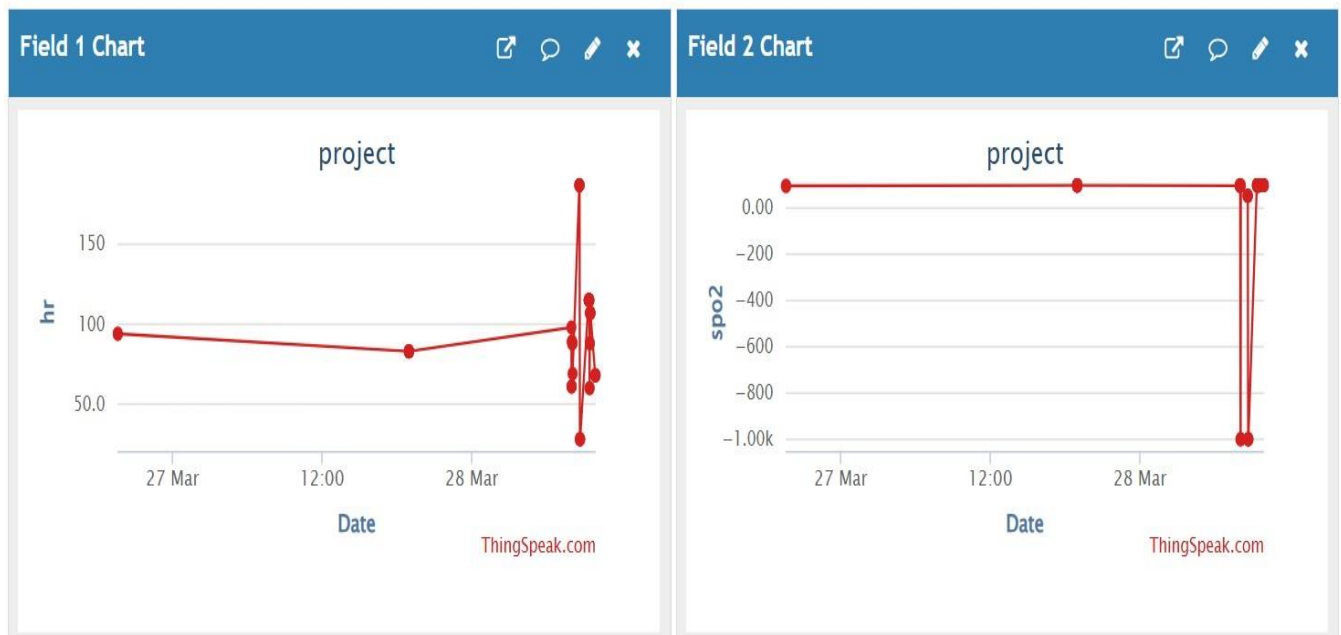 Field 1 Chart
project
hr
150
100
50.0
27 Mar 12:00 28 Mar
Date
ThingSpeak.com
Field 2 Chart
project
spo2
0.00
−200
−400
−600
−800
−1.00k
27 Mar 12:00 28 Mar
Date
ThingSpeak.com